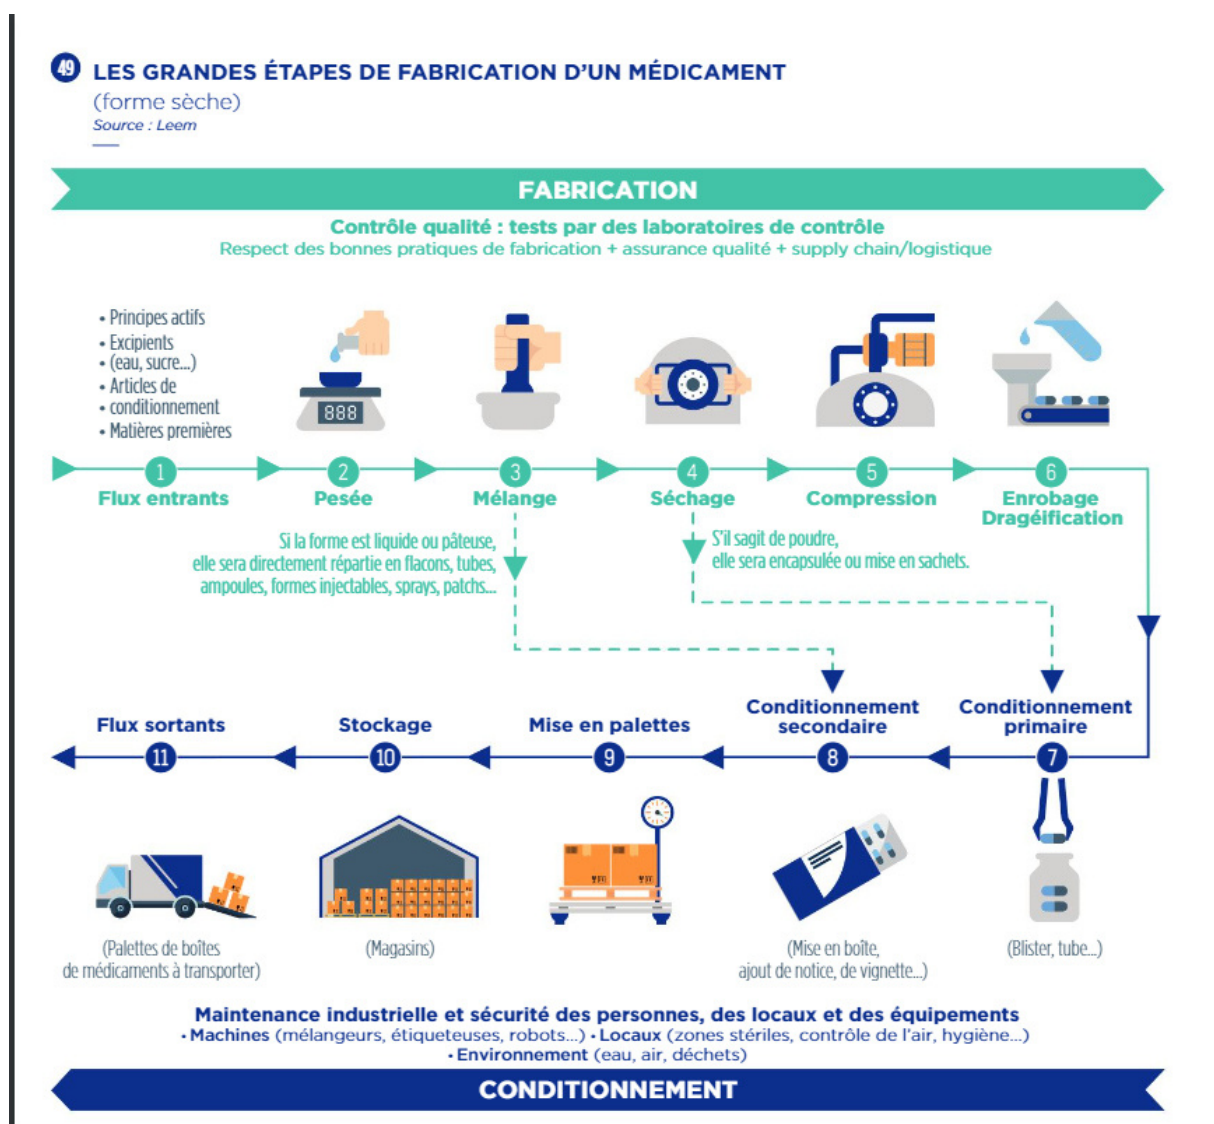 49 LES GRANDES ÉTAPES DE FABRICATION D'UN MÉDICAMENT
(forme sèche)
Source : Leem
FABRICATION
Contrôle qualité : tests par des laboratoires de contrôle
Respect des bonnes pratiques de fabrication + assurance qualité + supply chain/logistique
• Principes actifs
• Excipients
• (eau, sucre...)
• Articles de
• conditionnement
• Matières premières
888
1
Flux entrants
2
Pesée
3
Mélange
4
Séchage
5
Compression
6
Enrobage
Dragéification
Si la forme est liquide ou pâteuse,
elle sera directement répartie en flacons, tubes,
ampoules, formes injectables, sprays, patchs...
S'il sagit de poudre,
elle sera encapsulée ou mise en sachets.
Flux sortants
11
Stockage
10
Mise en palettes
9
Conditionnement
secondaire
8
Conditionnement
primaire
7
(Palettes de boîtes
de médicaments à transporter)
(Magasins)
(Mise en boîte,
ajout de notice, de vignette...)
(Blister, tube...)
Maintenance industrielle et sécurité des personnes, des locaux et des équipements
• Machines (mélangeurs, étiqueteuses, robots...) • Locaux (zones stériles, contrôle de l'air, hygiène...)
• Environnement (eau, air, déchets)
CONDITIONNEMENT